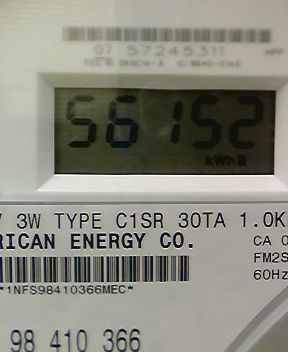 07 57245311
56152
kWh
3W TYPE C1SR 30TA 1.0K
RICAN ENERGY CO.
CA 0
FM2S
60Hz
*1NFS98410366MEC*
98 410 366